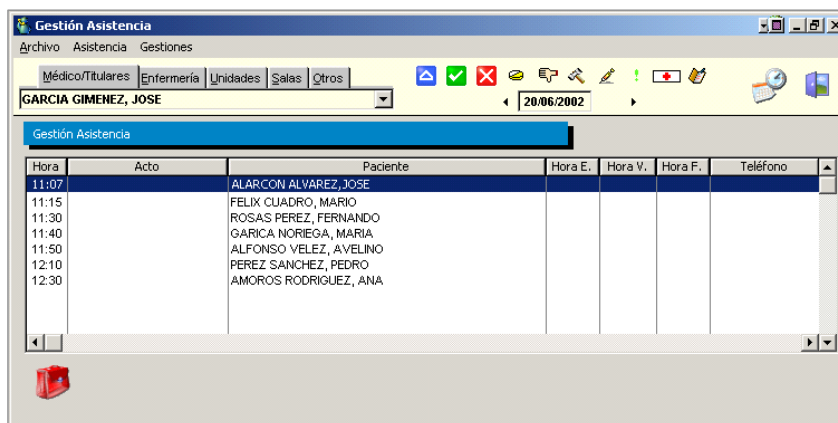 Gestión Asistencia
Archivo Asistencia Gestiones
Médico/Titulares Enfermería Unidades Salas Otros
GARCIA GIMENEZ, JOSE 20/06/2002
Gestión Asistencia
Hora Acto Paciente Hora E. Hora V. Hora F. Teléfono
11:07 ALARCON ALVAREZ,JOSE
11:15 FELIX CUADRO, MARIO
11:30 ROSAS PEREZ, FERNANDO
11:40 GARICA NORIEGA, MARIA
11:50 ALFONSO VELEZ, AVELINO
12:10 PEREZ SANCHEZ, PEDRO
12:30 AMOROS RODRIGUEZ, ANA